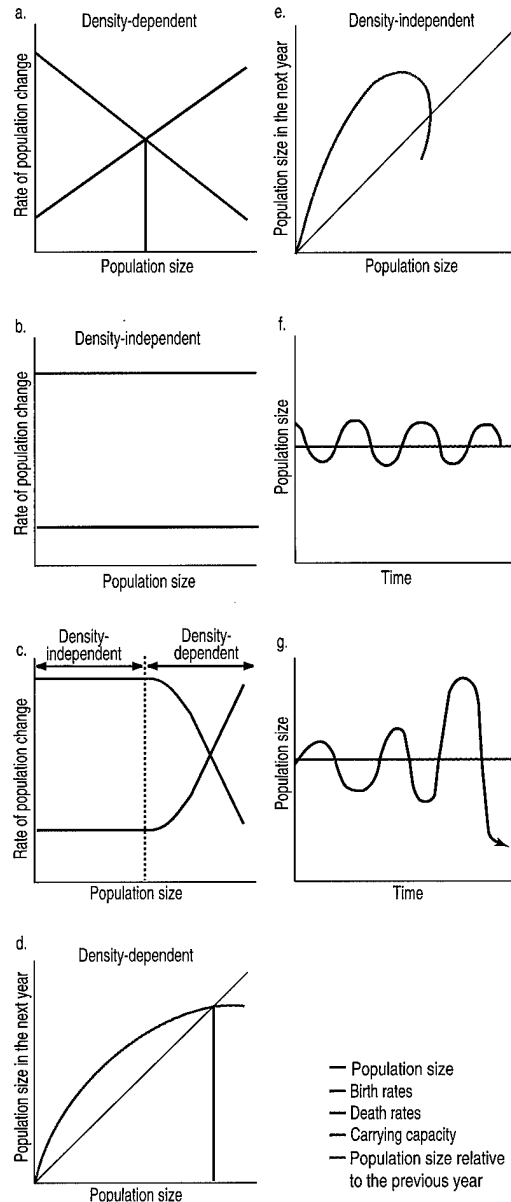 a.
Density-dependent
Rate of population change
Population size
b.
Density-independent
Rate of population change
Population size
c.
Density-
independent
Density-
dependent
Rate of population change
Population size
d.
Density-dependent
Population size in the next year
Population size
e.
Density-independent
Population size in the next year
Population size
f.
Population size
Time
g.
Population size
Time
Population size
Birth rates
Death rates
Carrying capacity
Population size relative
to the previous year